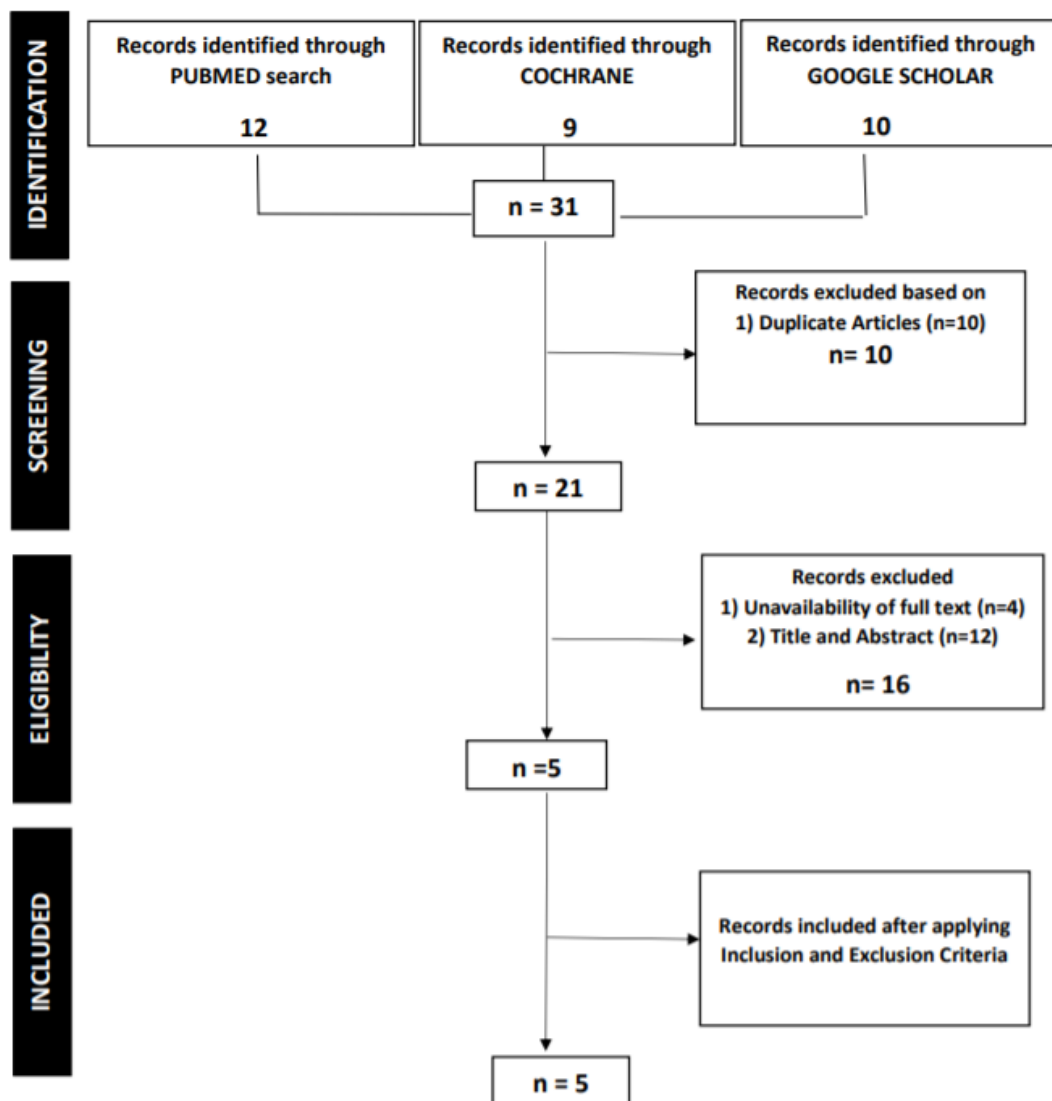 IDENTIFICATION
Records identified through
PUBMED search
12
Records identified through
COCHRANE
9
Records identified through
GOOGLE SCHOLAR
10
n = 31
SCREENING
Records excluded based on
1) Duplicate Articles (n=10)
n= 10
n = 21
ELIGIBILITY
Records excluded
1) Unavailability of full text (n=4)
2) Title and Abstract (n=12)
n= 16
n =5
INCLUDED
Records included after applying
Inclusion and Exclusion Criteria
n = 5